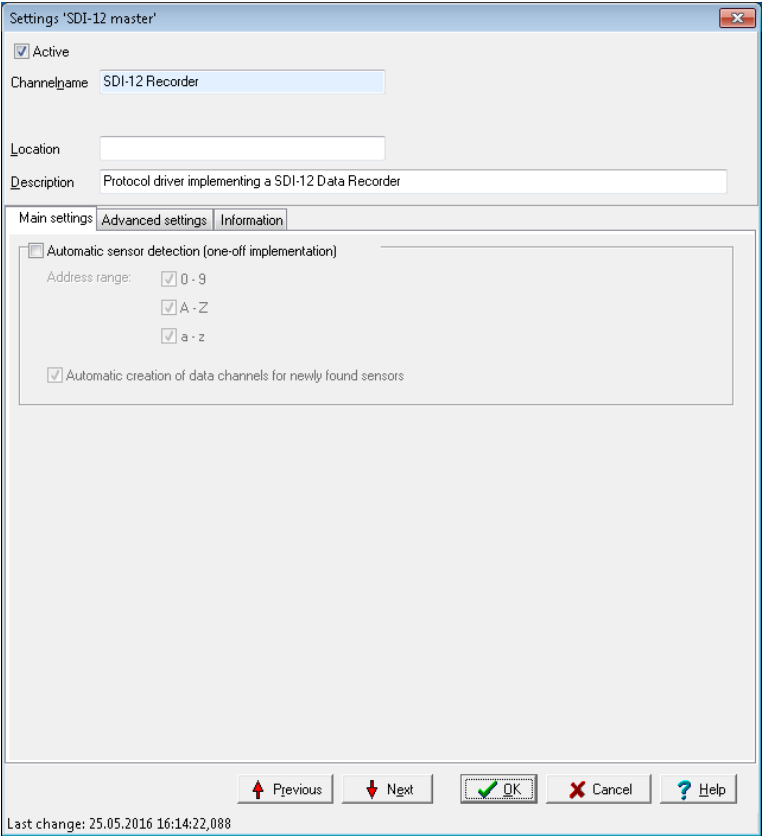 Settings 'SDI-12 master'
Active
Channelname SDI-12 Recorder
Location
Description Protocol driver implementing a SDI-12 Data Recorder
Main settings Advanced settings Information
Automatic sensor detection (one-off implementation)
Address range: 0 - 9
A - Z
a - z
Automatic creation of data channels for newly found sensors
Previous Next OK Cancel ? Help
Last change: 25.05.2016 16:14:22,088